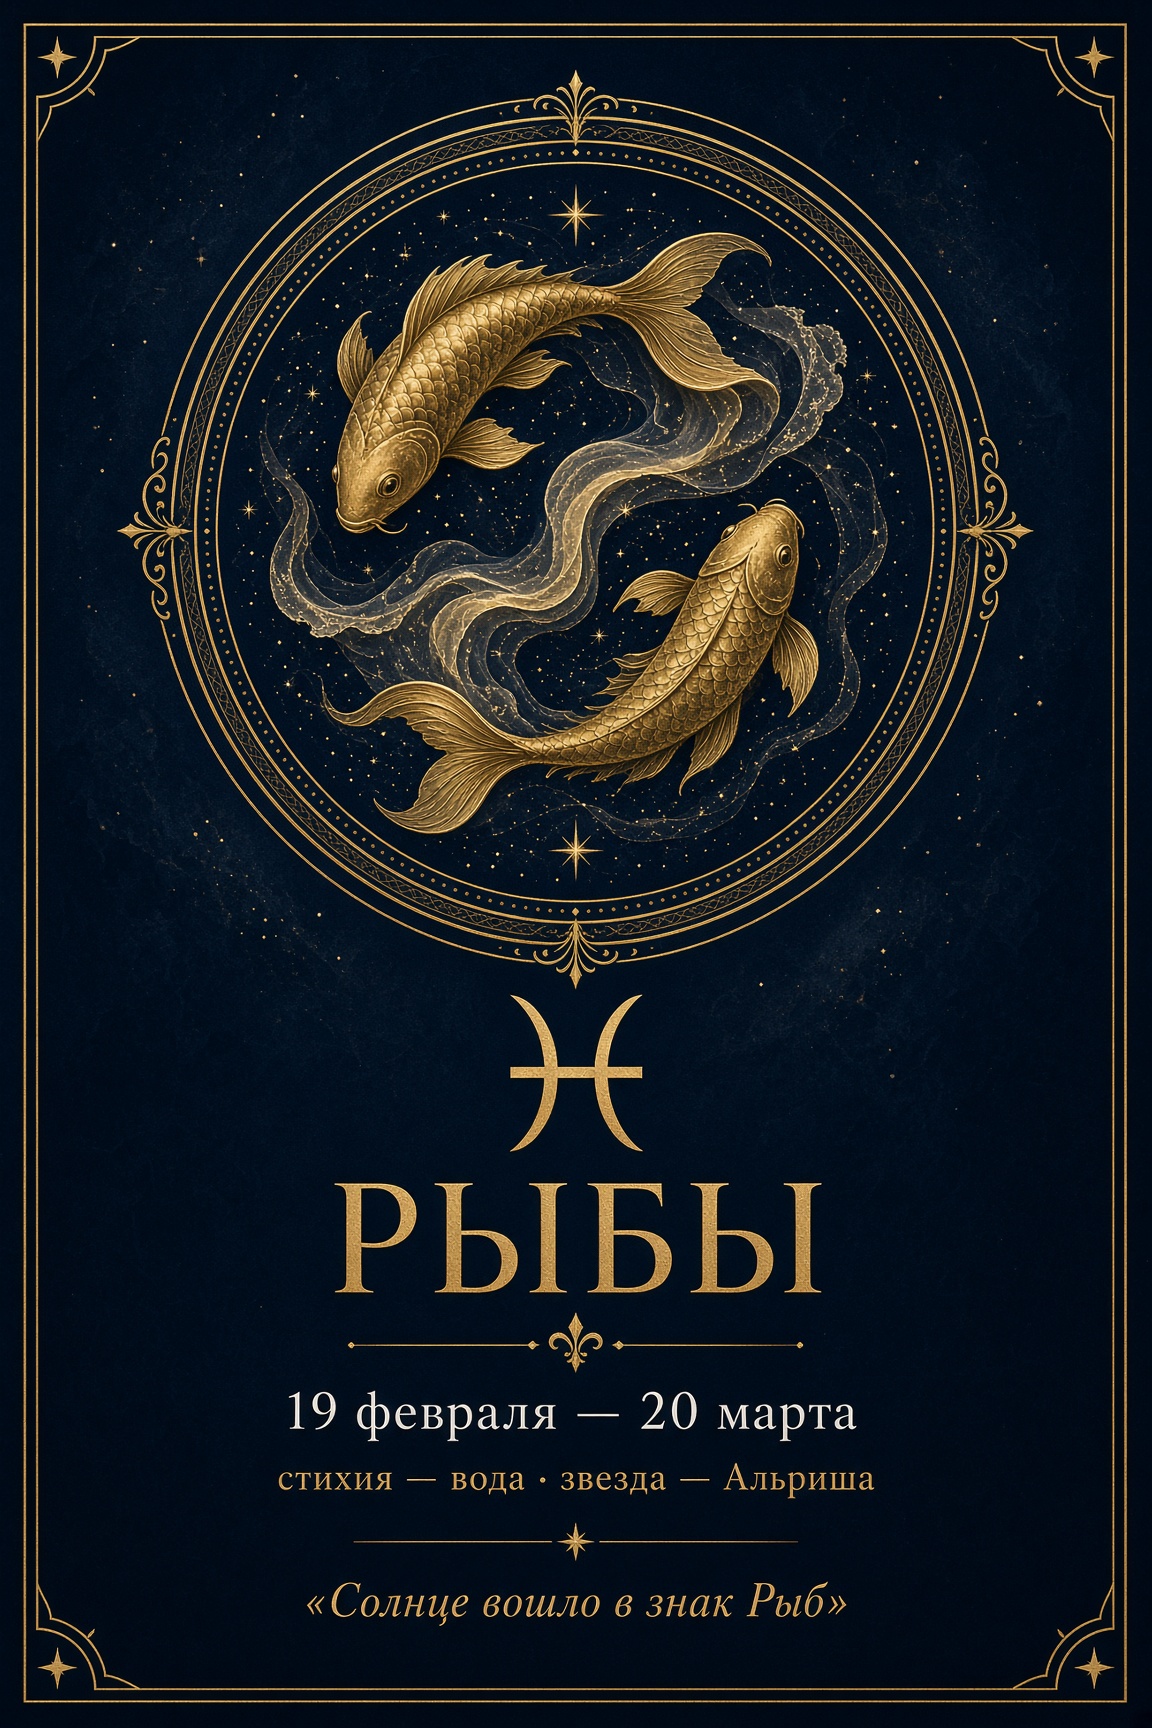 ♓
РЫБЫ
19 февраля — 20 марта
стихия — вода · звезда — Альриша
«Солнце вошло в знак Рыб»